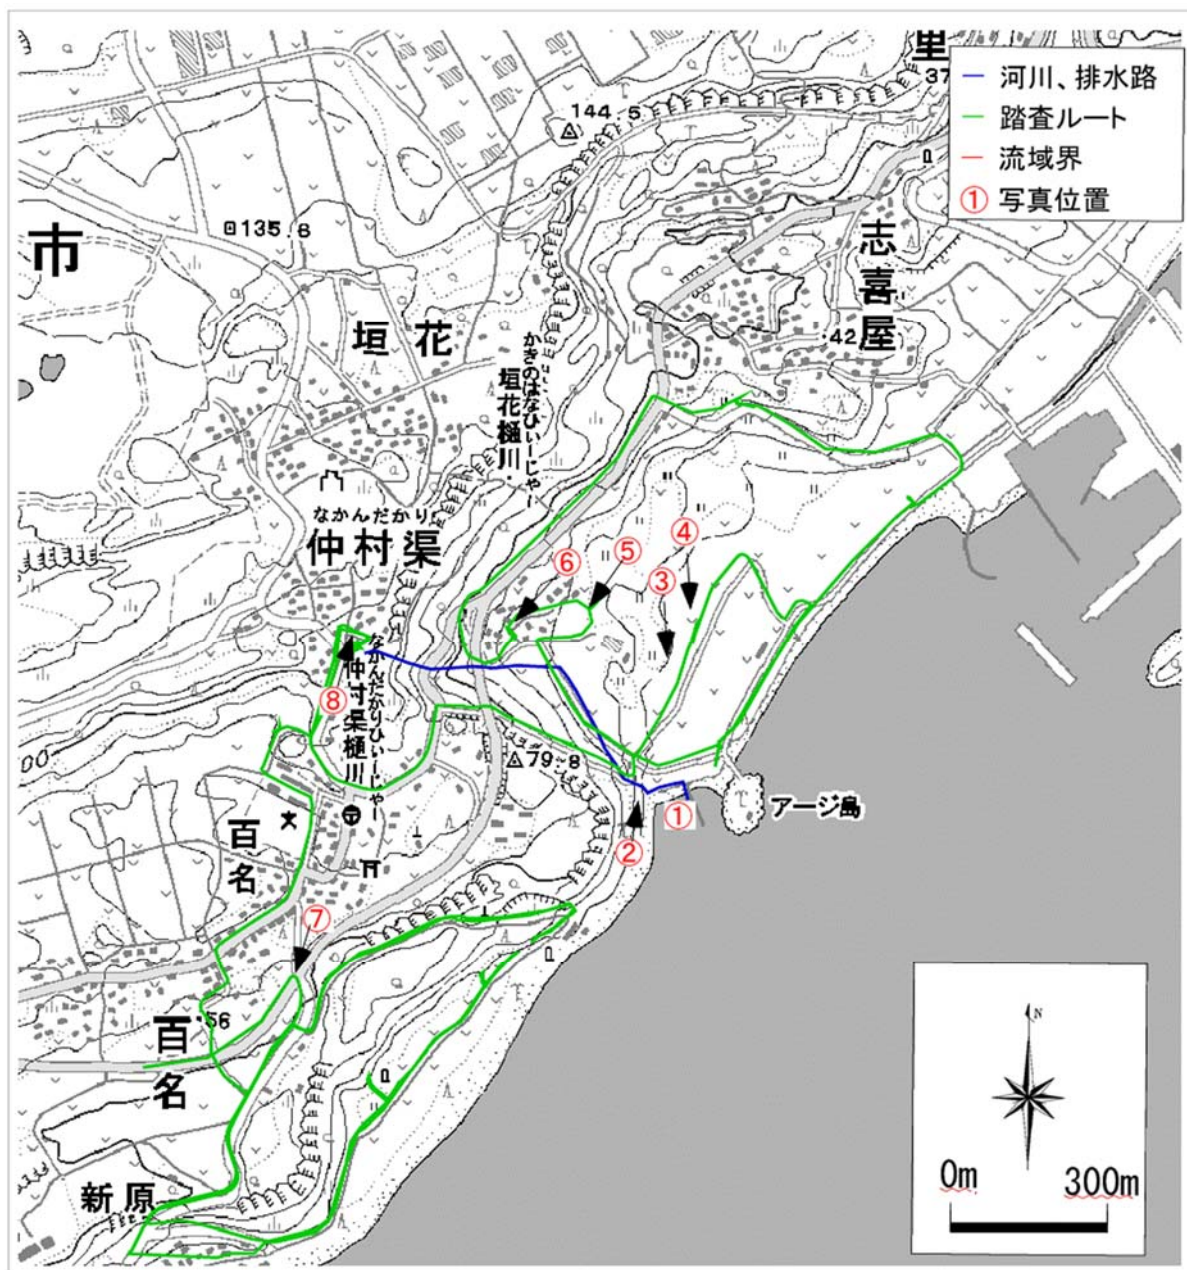 里
37
河川、排水路
踏査ルート
流域界
① 写真位置
144.5
135.8
市
志喜屋
垣花
42
かきのはなひぃーじゃー
垣花樋川
なかんだかり
仲村渠
④
⑤
⑥
③
なかんだかりひぃーじゃー
仲村渠樋川
⑧
79.8
アージ島
①
②
百名
⑦
56
百名
新原
N
0m 300m